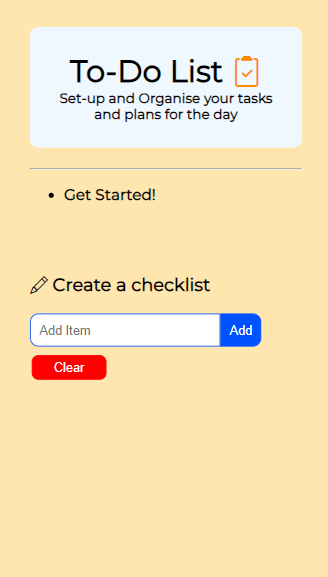 To-Do List
Set-up and Organise your tasks
and plans for the day
Get Started!
Create a checklist
Add Item
Add
Clear